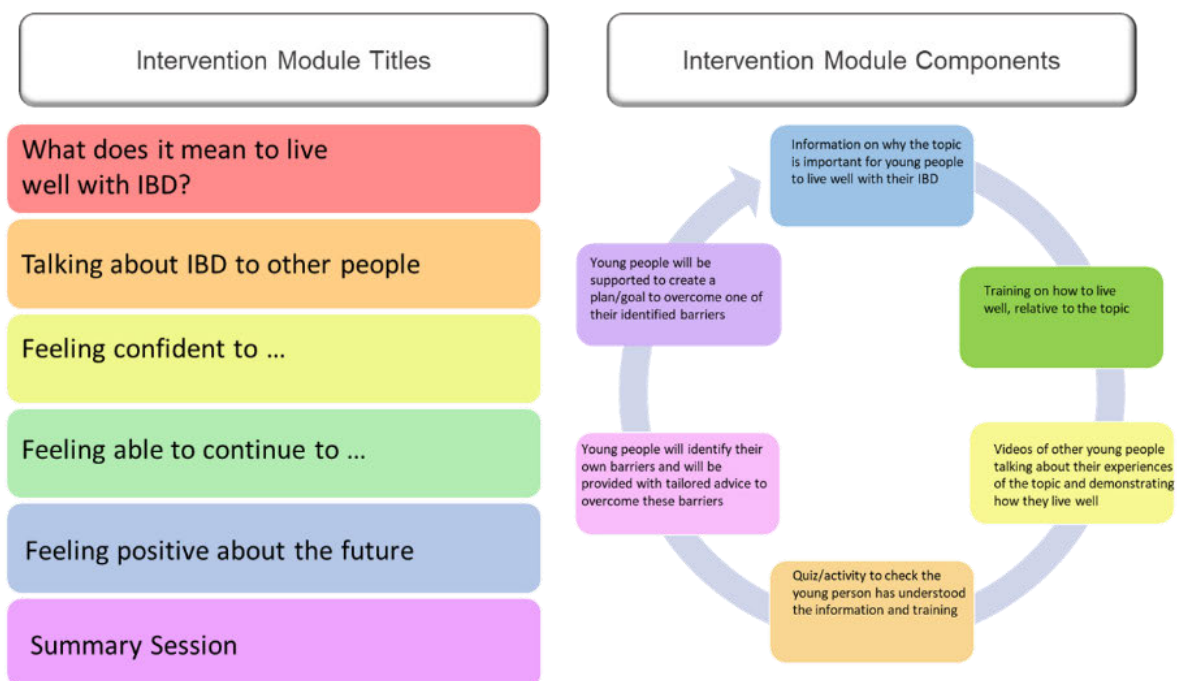 Intervention Module Titles
What does it mean to live
well with IBD?
Talking about IBD to other people
Feeling confident to ...
Feeling able to continue to ...
Feeling positive about the future
Summary Session
Intervention Module Components
Information on why the topic
is important for young people
to live well with their IBD
Training on how to live
well, relative to the topic
Videos of other young people
talking about their experiences
of the topic and demonstrating
how they live well
Quiz/activity to check the
young person has understood
the information and training
Young people will identify their
own barriers and will be
provided with tailored advice to
overcome these barriers
Young people will be
supported to create a
plan/goal to overcome one of
their identified barriers